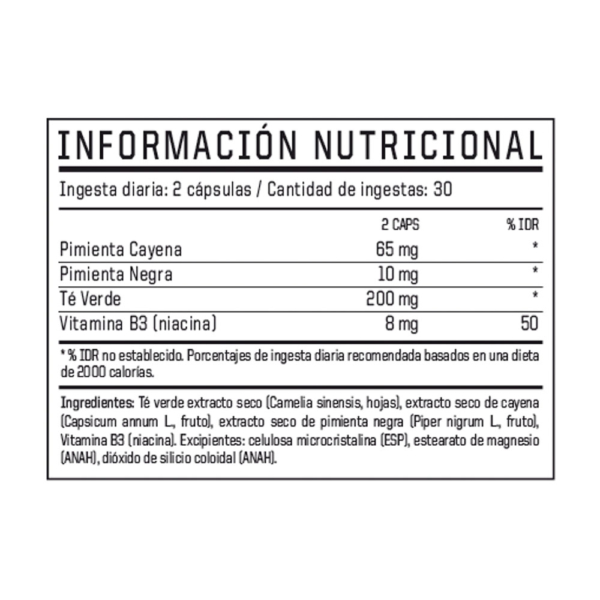 INFORMACIÓN NUTRICIONAL
Ingesta diaria: 2 cápsulas / Cantidad de ingestas: 30
2 CAPS % IDR
Pimienta Cayena 65 mg *
Pimienta Negra 10 mg *
Té Verde 200 mg *
Vitamina B3 (niacina) 8 mg 50
* % IDR no establecido. Porcentajes de ingesta diaria recomendada basados en una dieta
de 2000 calorías.
Ingredientes: Té verde extracto seco (Camelia sinensis, hojas), extracto seco de cayena
(Capsicum annum L., fruto), extracto seco de pimienta negra (Piper nigrum L., fruto),
Vitamina B3 (niacina). Excipientes: celulosa microcristalina (ESP), estearato de magnesio
(ANAH), dióxido de silicio coloidal (ANAH).